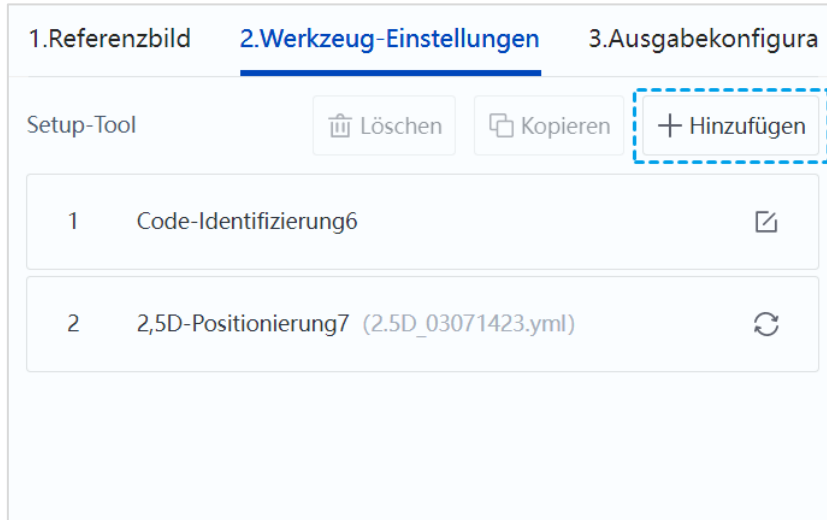 1.Referenzbild 2.Werkzeug-Einstellungen 3.Ausgabekonfigura
Setup-Tool Löschen Kopieren Hinzufügen
1 Code-Identifizierung6
2 2,5D-Positionierung7 (2.5D_03071423.yml)